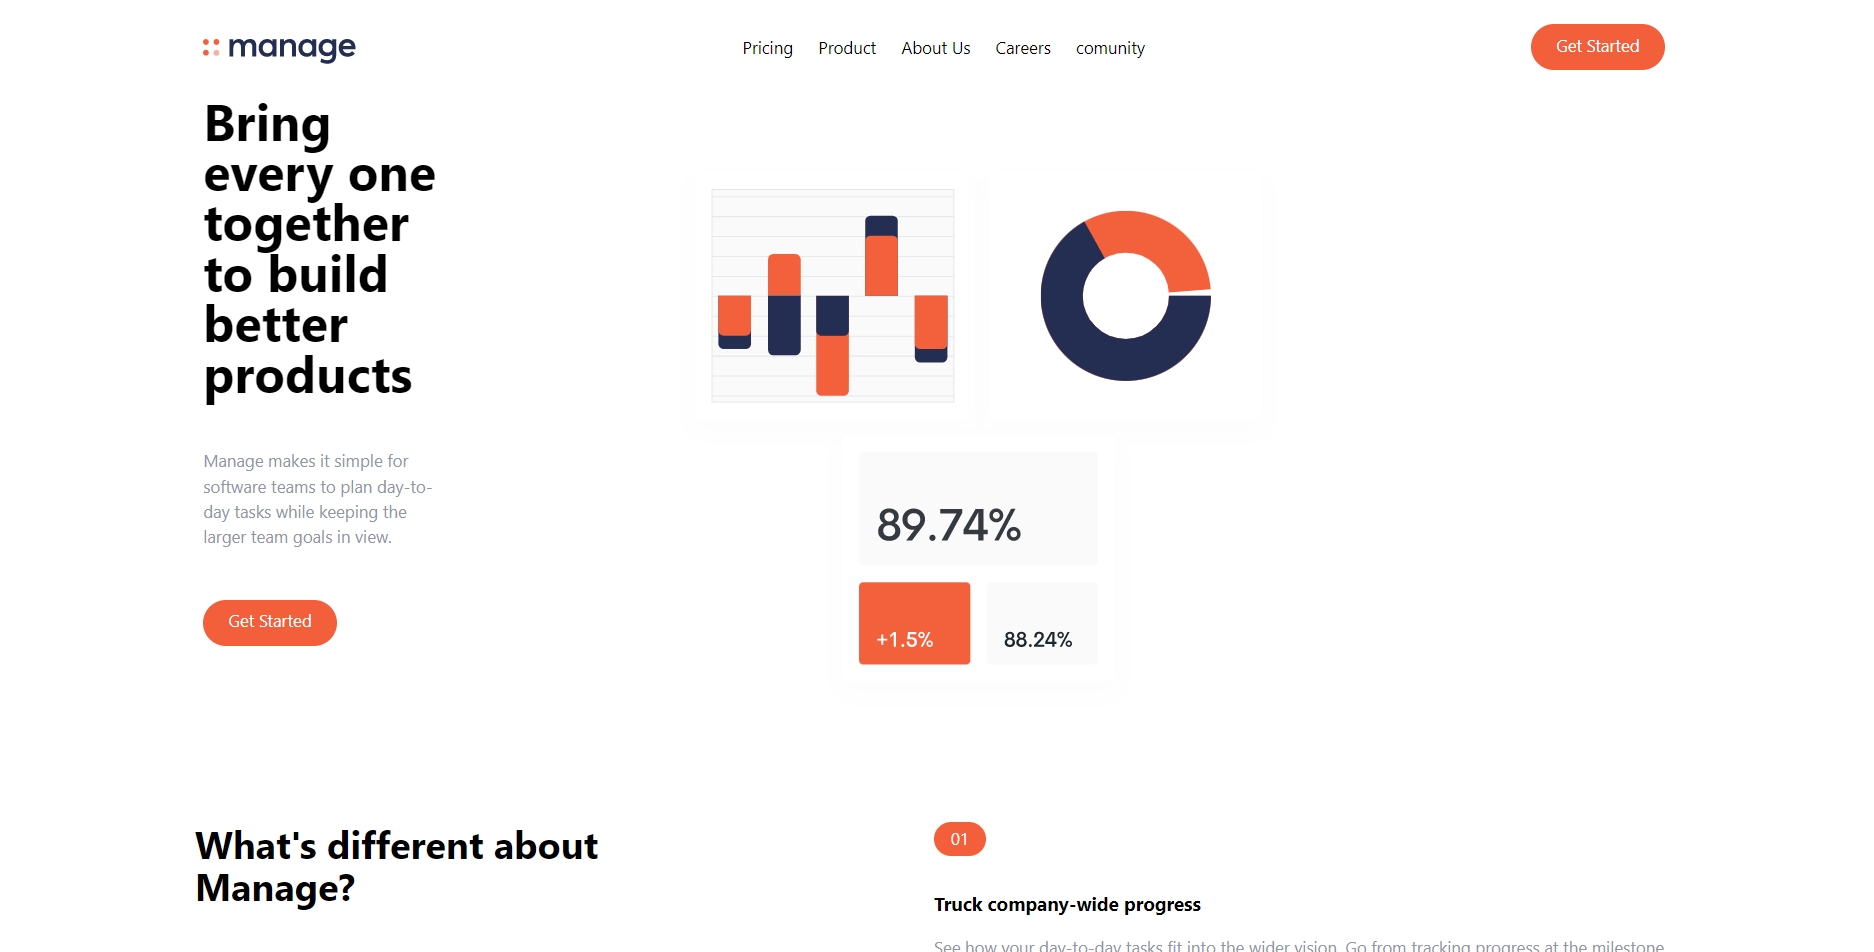 manage
Pricing Product About Us Careers comunity
Get Started
Bring
every one
together
to build
better
products
Manage makes it simple for
software teams to plan day-to-
day tasks while keeping the
larger team goals in view.
Get Started
89.74%
+1.5% 88.24%
What's different about
Manage?
01
Truck company-wide progress
See how your day-to-day tasks fit into the wider vision. Go from tracking progress at the milestone